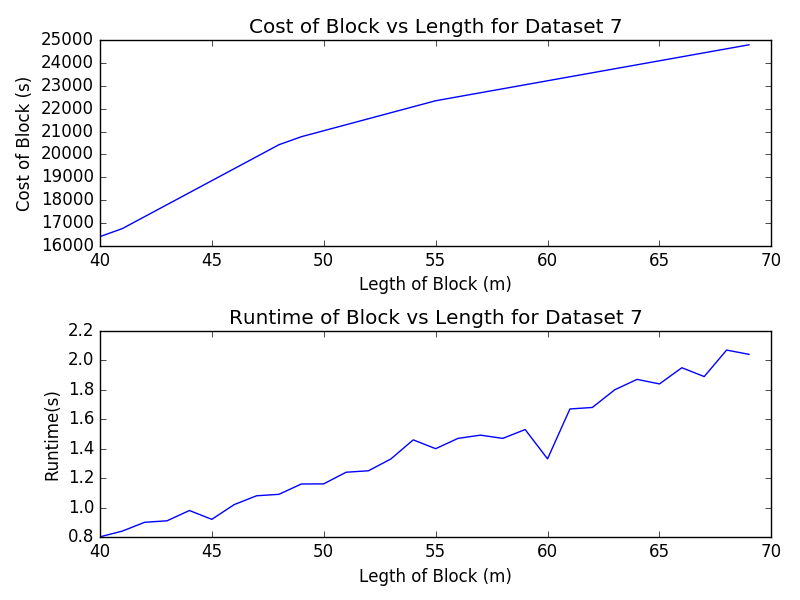 Cost of Block vs Length for Dataset 7
25000
24000
23000
22000
21000
20000
19000
18000
17000
16000
Cost of Block (s)
40 45 50 55 60 65 70
Legth of Block (m)
Runtime of Block vs Length for Dataset 7
2.2
2.0
1.8
1.6
1.4
1.2
1.0
0.8
Runtime(s)
40 45 50 55 60 65 70
Legth of Block (m)